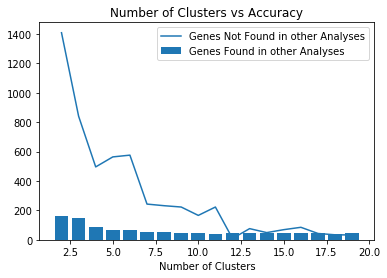 Number of Clusters vs Accuracy
Genes Not Found in other Analyses
Genes Found in other Analyses
1400
1200
1000
800
600
400
200
0
2.5 5.0 7.5 10.0 12.5 15.0 17.5 20.0
Number of Clusters